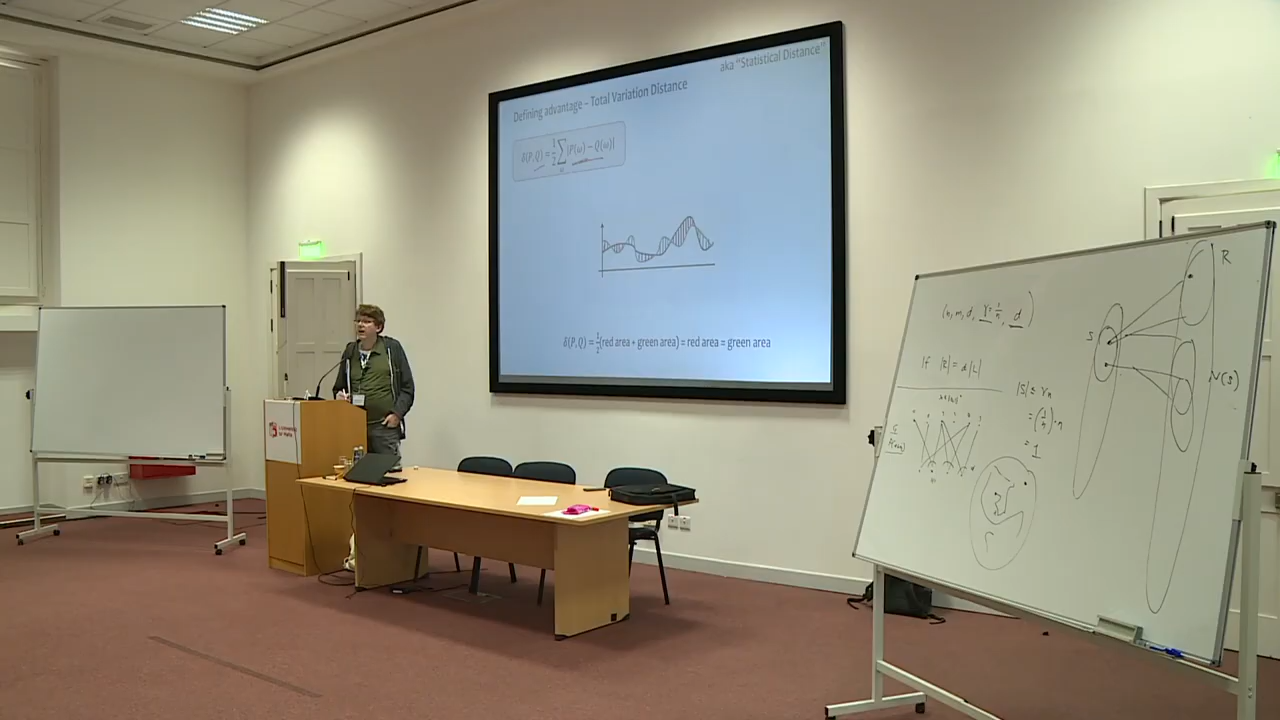 aka "Statistical Distance"
Defining advantage – Total Variation Distance
δ(P,Q) = 1/2 ∑ω |P(ω) − Q(ω)|
δ(P,Q) = 1/2(red area + green area) = red area = green area
R
S
N(S)
If |R| = d|L|
|S| ≤ γn
= (1/n)·n
= 1